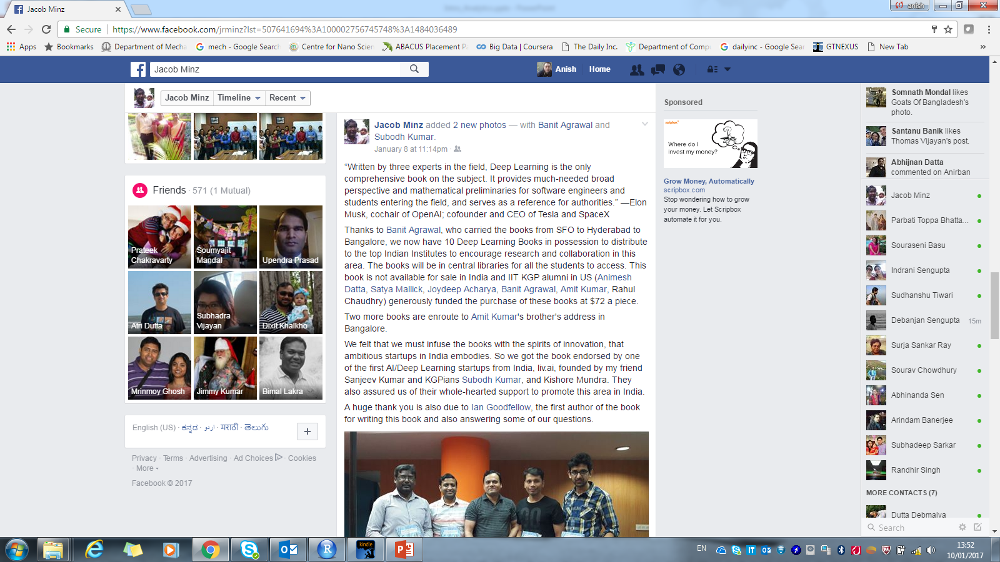 Jacob Minz
anish
Secure
https://www.facebook.com/jrminz?lst=507641694%3A100002756745748%3A1484036489
Apps
Bookmarks
Department of Mecha
mech - Google Search
Centre for Nano Scien
ABACUS Placement P
Big Data | Coursera
The Daily Inc.
Department of Compu
dailyinc - Google Sea
GTNEXUS
New Tab
»
Jacob Minz
Anish
Home
Jacob Minz
Timeline
Recent
Friends · 571 (1 Mutual)
Prateek
Chakravarty
Soumyajit
Mandal
Upendra Prasad
Atri Dutta
Subhadra
Vijayan
Dixit Khalkho
Mrinmoy Ghosh
Jimmy Kumar
Bimal Lakra
English (US) · ಕನ್ನಡ · اردو · मराठी · తెలుగు
Privacy · Terms · Advertising · Ad Choices · Cookies
· More
Facebook © 2017
Jacob Minz added 2 new photos — with Banit Agrawal and
Subodh Kumar.
January 8 at 11:14pm ·
“Written by three experts in the field, Deep Learning is the only
comprehensive book on the subject. It provides much-needed broad
perspective and mathematical preliminaries for software engineers and
students entering the field, and serves as a reference for authorities.” —Elon
Musk, cochair of OpenAI; cofounder and CEO of Tesla and SpaceX
Thanks to Banit Agrawal, who carried the books from SFO to Hyderabad to
Bangalore, we now have 10 Deep Learning Books in possession to distribute
to the top Indian Institutes to encourage research and collaboration in this
area. The books will be in central libraries for all the students to access. This
book is not available for sale in India and IIT KGP alumni in US (Animesh
Datta, Satya Mallick, Joydeep Acharya, Banit Agrawal, Amit Kumar, Rahul
Chaudhry) generously funded the purchase of these books at $72 a piece.
Two more books are enroute to Amit Kumar's brother's address in
Bangalore.
We felt that we must infuse the books with the spirits of innovation, that
ambitious startups in India embodies. So we got the book endorsed by one
of the first AI/Deep Learning startups from India, liv.ai, founded by my friend
Sanjeev Kumar and KGPians Subodh Kumar, and Kishore Mundra. They
also assured us of their whole-hearted support to promote this area in India.
A huge thank you is also due to Ian Goodfellow, the first author of the book
for writing this book and also answering some of our questions.
Sponsored
scripbox
Where do I
invest my money?
Grow Money, Automatically
scripbox.com
Stop wondering how to grow
your money. Let Scripbox
automate it for you.
Somnath Mondal likes
Goats Of Bangladesh's
photo.
Santanu Banik likes
Thomas Vijayan's post.
Abhijnan Datta
commented on Anirban
Jacob Minz
Parbati Toppa Bhatta...
Souraseni Basu
Indrani Sengupta
Sudhanshu Tiwari
Debanjan Sengupta 15m
Surja Sankar Ray
Sourav Chowdhury
Abhinanda Sen
Arindam Banerjee
Subhadeep Sarkar
Randhir Singh
MORE CONTACTS (7)
Dutta Debmalya
Search
kindle
EN
13:52
10/01/2017